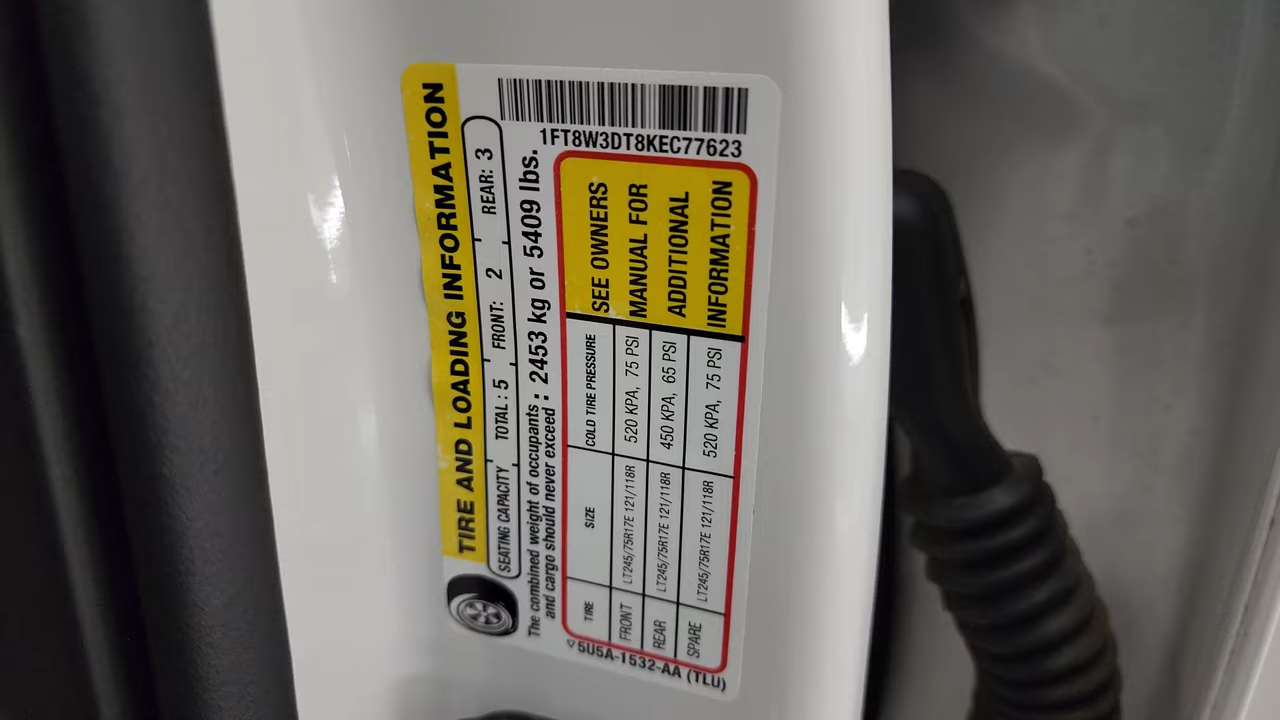 TIRE AND LOADING INFORMATION
SEATING CAPACITY TOTAL : 5 FRONT: 2 REAR: 3
The combined weight of occupants
and cargo should never exceed : 2453 kg or 5409 lbs.
1FT8W3DT8KEC77623
TIRE SIZE COLD TIRE PRESSURE
FRONT LT245/75R17E 121/118R 520 KPA, 75 PSI
REAR LT245/75R17E 121/118R 450 KPA, 65 PSI
SPARE LT245/75R17E 121/118R 520 KPA, 75 PSI
SEE OWNERS
MANUAL FOR
ADDITIONAL
INFORMATION
5U5A-1532-AA (TLU)